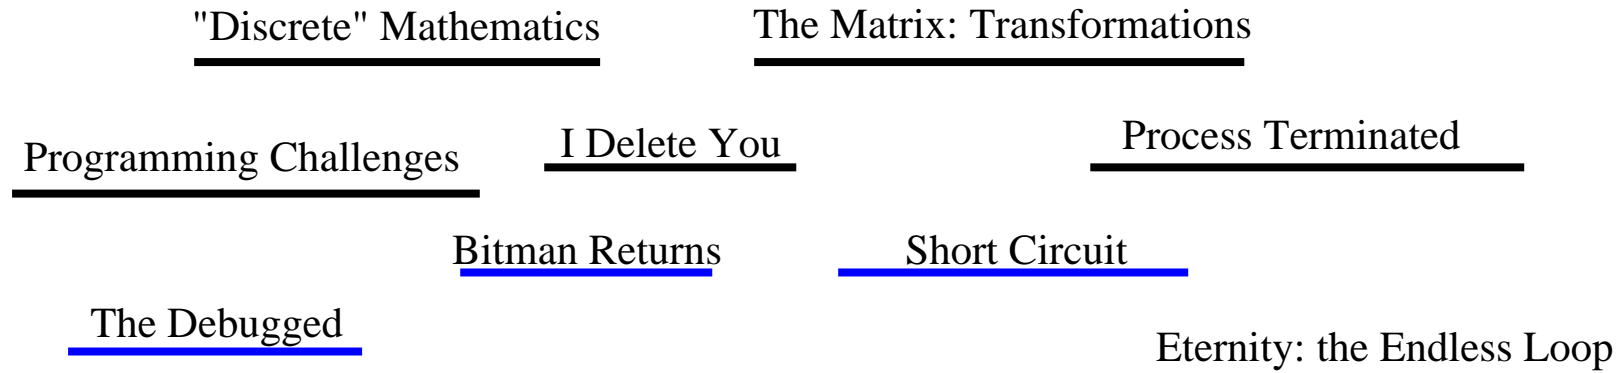 "Discrete" Mathematics
The Matrix: Transformations
Programming Challenges
I Delete You
Process Terminated
Bitman Returns
Short Circuit
The Debugged
Eternity: the Endless Loop